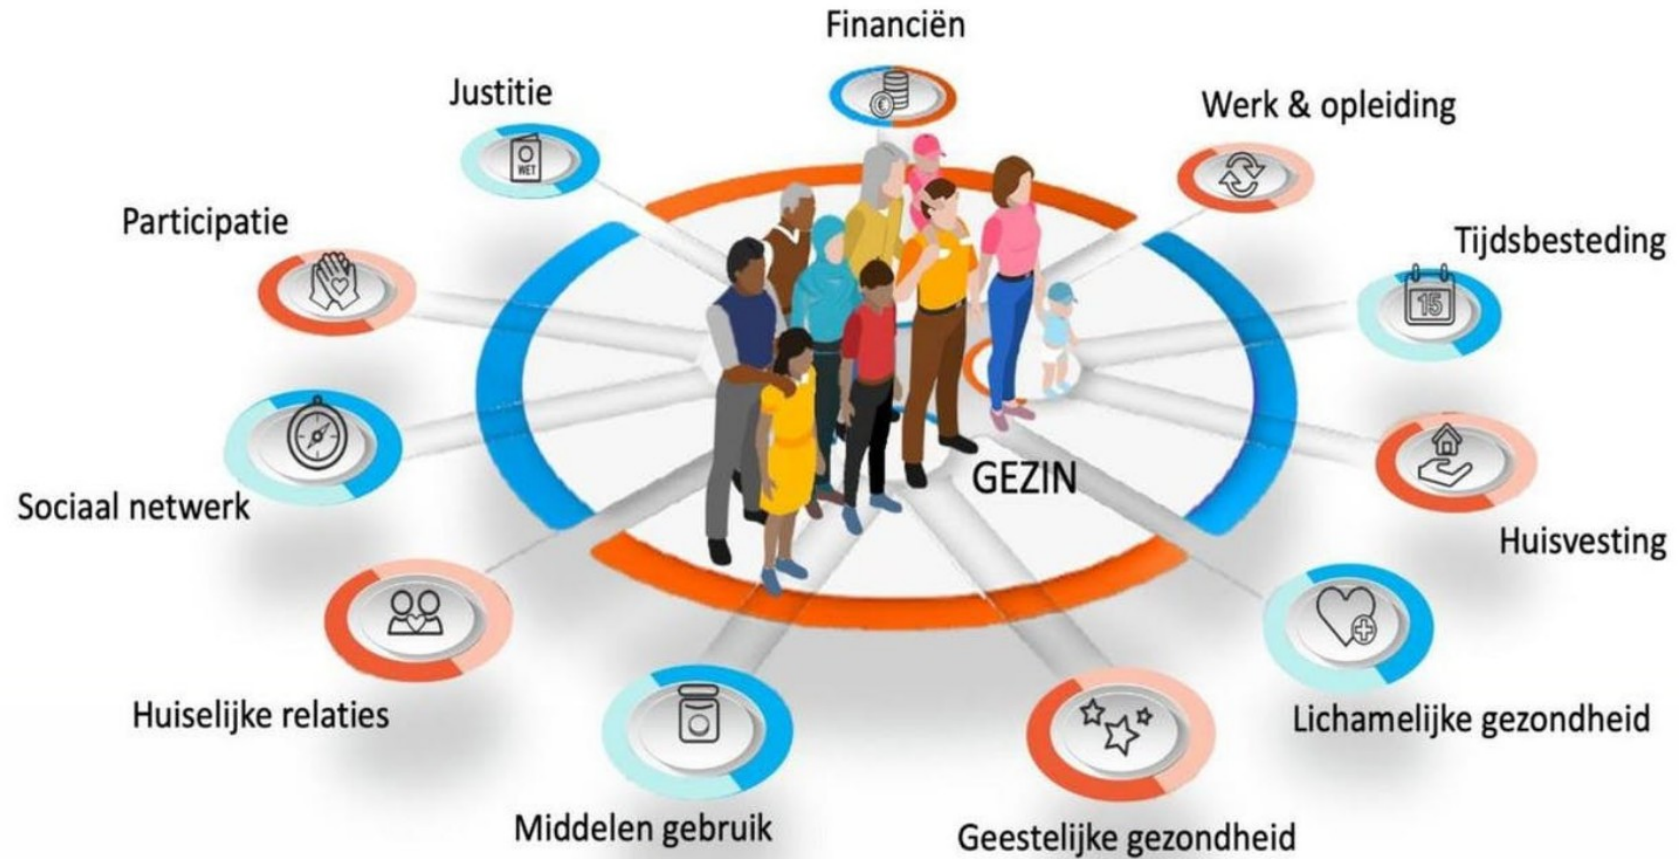 Financiën
Justitie
WET
Werk & opleiding
Participatie
Tijdsbesteding
15
Sociaal netwerk
GEZIN
Huisvesting
Huiselijke relaties
Lichamelijke gezondheid
Middelen gebruik
Geestelijke gezondheid